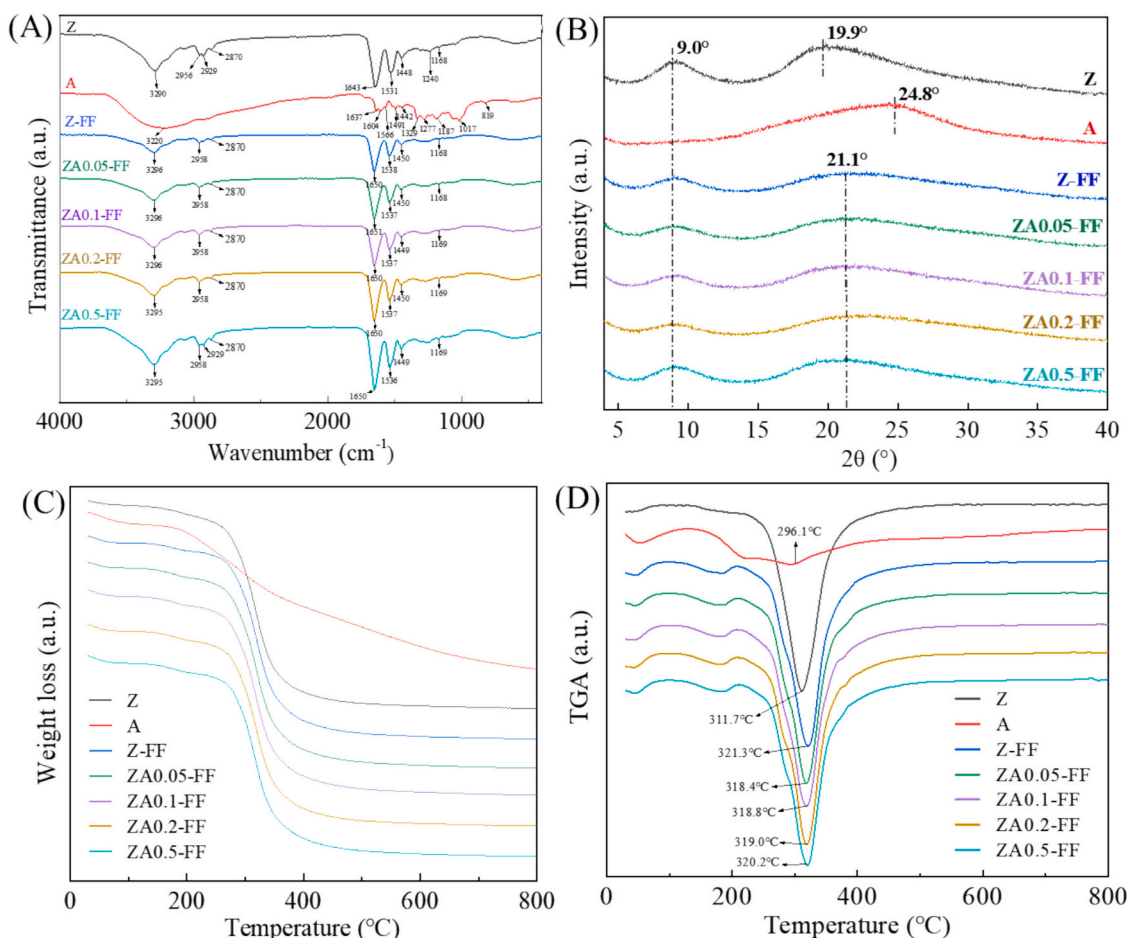 (A)
Z
2956
2929
2870
3290
1643
1531
1448
1240
1168
A
3220
1637
1604
1566
1491
1442
1329
1277
1187
1017
819
Z-FF
3296
2958
2870
1650
1538
1450
1168
ZA0.05-FF
3296
2958
2870
1651
1537
1450
1168
ZA0.1-FF
3296
2958
2870
1650
1537
1449
1169
ZA0.2-FF
3295
2958
2870
1650
1537
1450
1169
ZA0.5-FF
3295
2958
2929
2870
1650
1536
1449
1169
Transmittance (a.u.)
4000 3000 2000 1000
Wavenumber (cm⁻¹)
(B)
9.0°
19.9°
Z
24.8°
A
21.1°
Z-FF
ZA0.05-FF
ZA0.1-FF
ZA0.2-FF
ZA0.5-FF
Intensity (a.u.)
5 10 15 20 25 30 35 40
2θ (°)
(C)
Weight loss (a.u.)
Z
A
Z-FF
ZA0.05-FF
ZA0.1-FF
ZA0.2-FF
ZA0.5-FF
0 200 400 600 800
Temperature (°C)
(D)
TGA (a.u.)
296.1°C
311.7°C
321.3°C
318.4°C
318.8°C
319.0°C
320.2°C
Z
A
Z-FF
ZA0.05-FF
ZA0.1-FF
ZA0.2-FF
ZA0.5-FF
0 200 400 600 800
Temperature (°C)